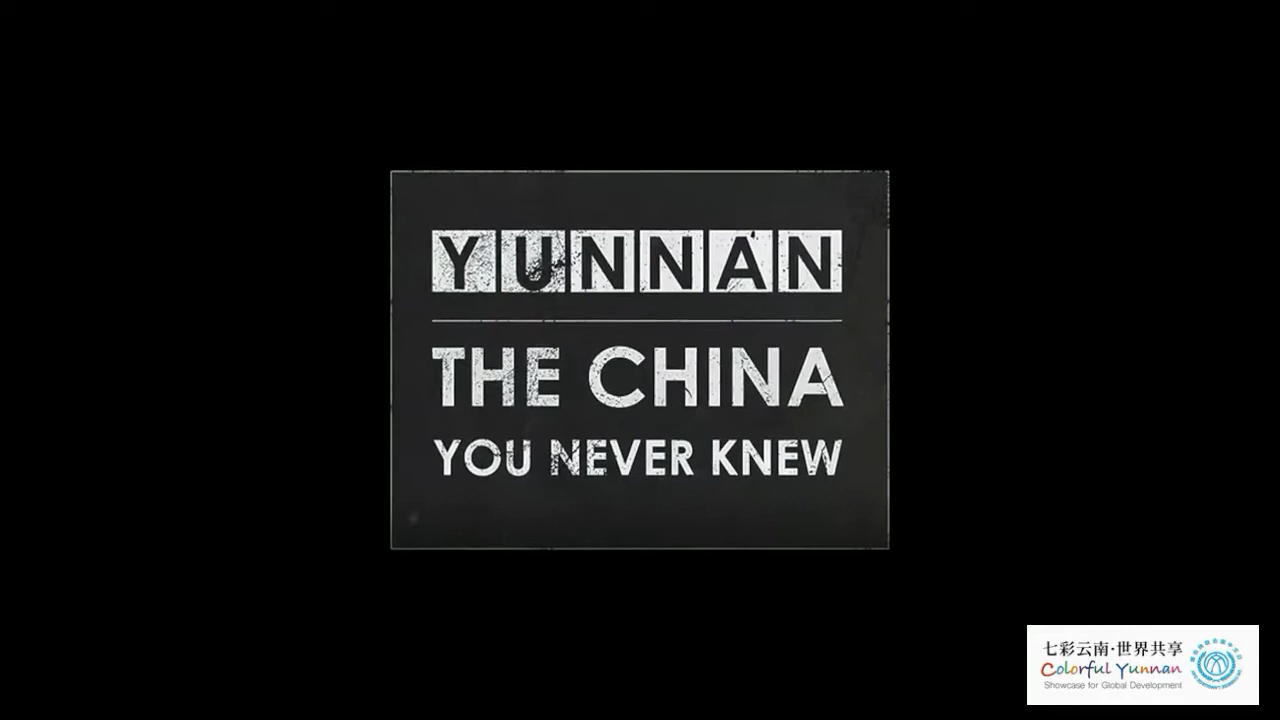 YUNNAN
THE CHINA
YOU NEVER KNEW
七彩云南·世界共享
Colorful Yunnan
Showcase for Global Development